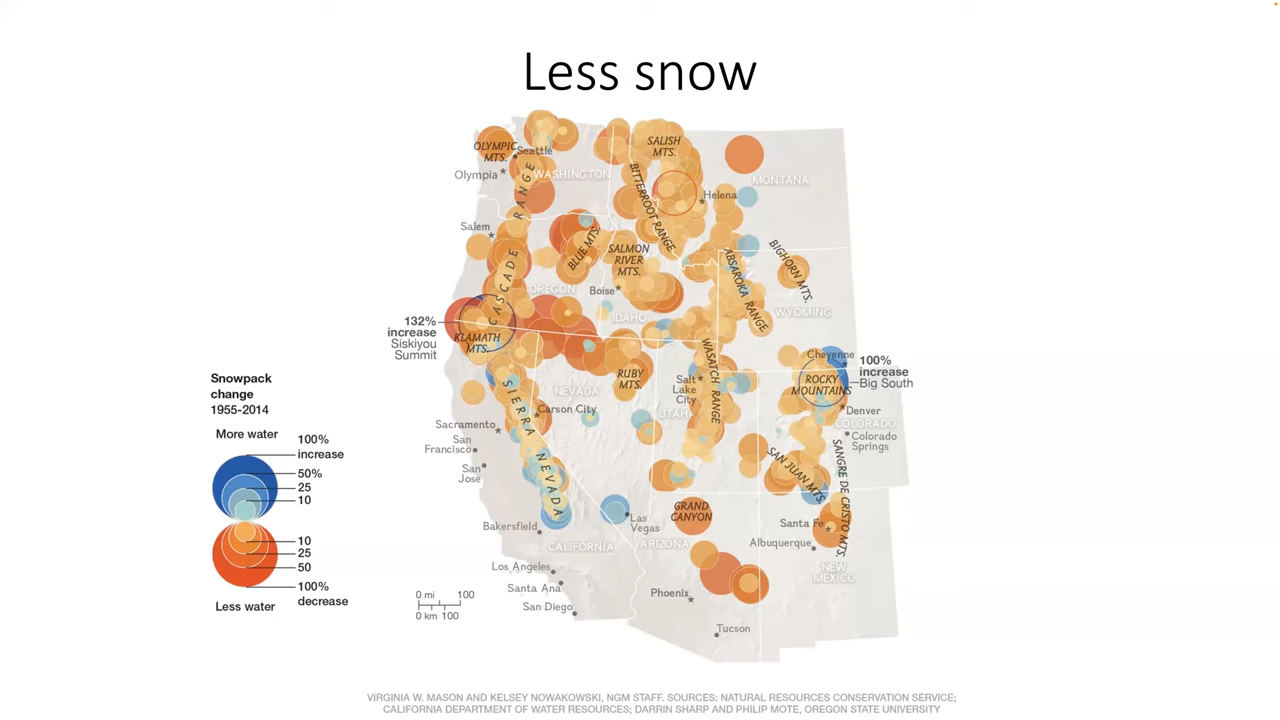 Less snow
OLYMPIC
MTS.
Seattle
Olympia
CASCADE RANGE
WASHINGTON
SALISH
MTS.
BITTERROOT RANGE
Helena
MONTANA
Salem
BLUE MTS.
SALMON
RIVER
MTS.
ABSAROKA RANGE
BIGHORN MTS.
Boise
OREGON
IDAHO
WYOMING
132%
increase
Siskiyou
Summit
KLAMATH
MTS.
WASATCH RANGE
RUBY
MTS.
Salt
Lake
City
Cheyenne
ROCKY
MOUNTAINS
100%
increase
Big South
Denver
COLORADO
Colorado
Springs
NEVADA
UTAH
SIERRA NEVADA
Carson City
Sacramento
San
Francisco
San
Jose
SAN JUAN MTS.
SANGRE DE CRISTO MTS.
Bakersfield
Las
Vegas
GRAND
CANYON
Santa Fe
Albuquerque
CALIFORNIA
ARIZONA
NEW
MEXICO
Los Angeles
Santa Ana
San Diego
Phoenix
Tucson
Snowpack
change
1955-2014
More water
100%
increase
50%
25
10
10
25
50
100%
decrease
Less water
0 mi 100
0 km 100
VIRGINIA W. MASON AND KELSEY NOWAKOWSKI, NGM STAFF. SOURCES: NATURAL RESOURCES CONSERVATION SERVICE;
CALIFORNIA DEPARTMENT OF WATER RESOURCES; DARRIN SHARP AND PHILIP MOTE, OREGON STATE UNIVERSITY